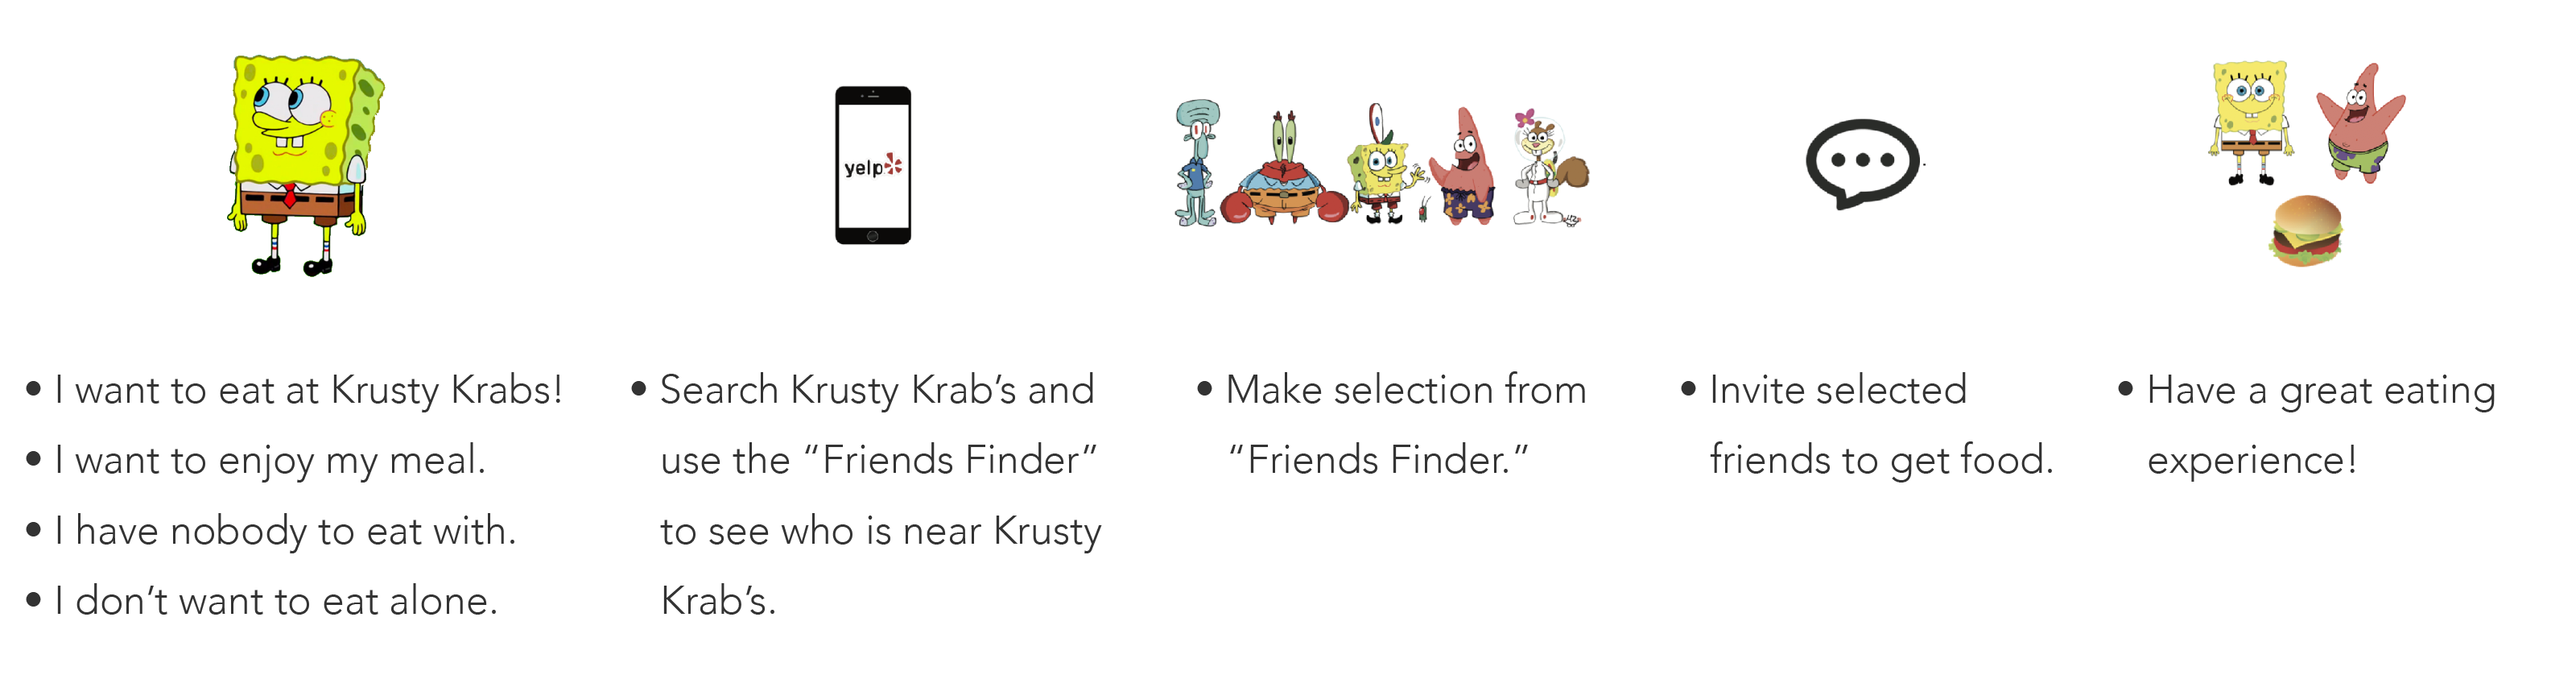 yelp
• I want to eat at Krusty Krabs!
• I want to enjoy my meal.
• I have nobody to eat with.
• I don’t want to eat alone.
• Search Krusty Krab’s and
use the “Friends Finder”
to see who is near Krusty
Krab’s.
• Make selection from
“Friends Finder.”
• Invite selected
friends to get food.
• Have a great eating
experience!